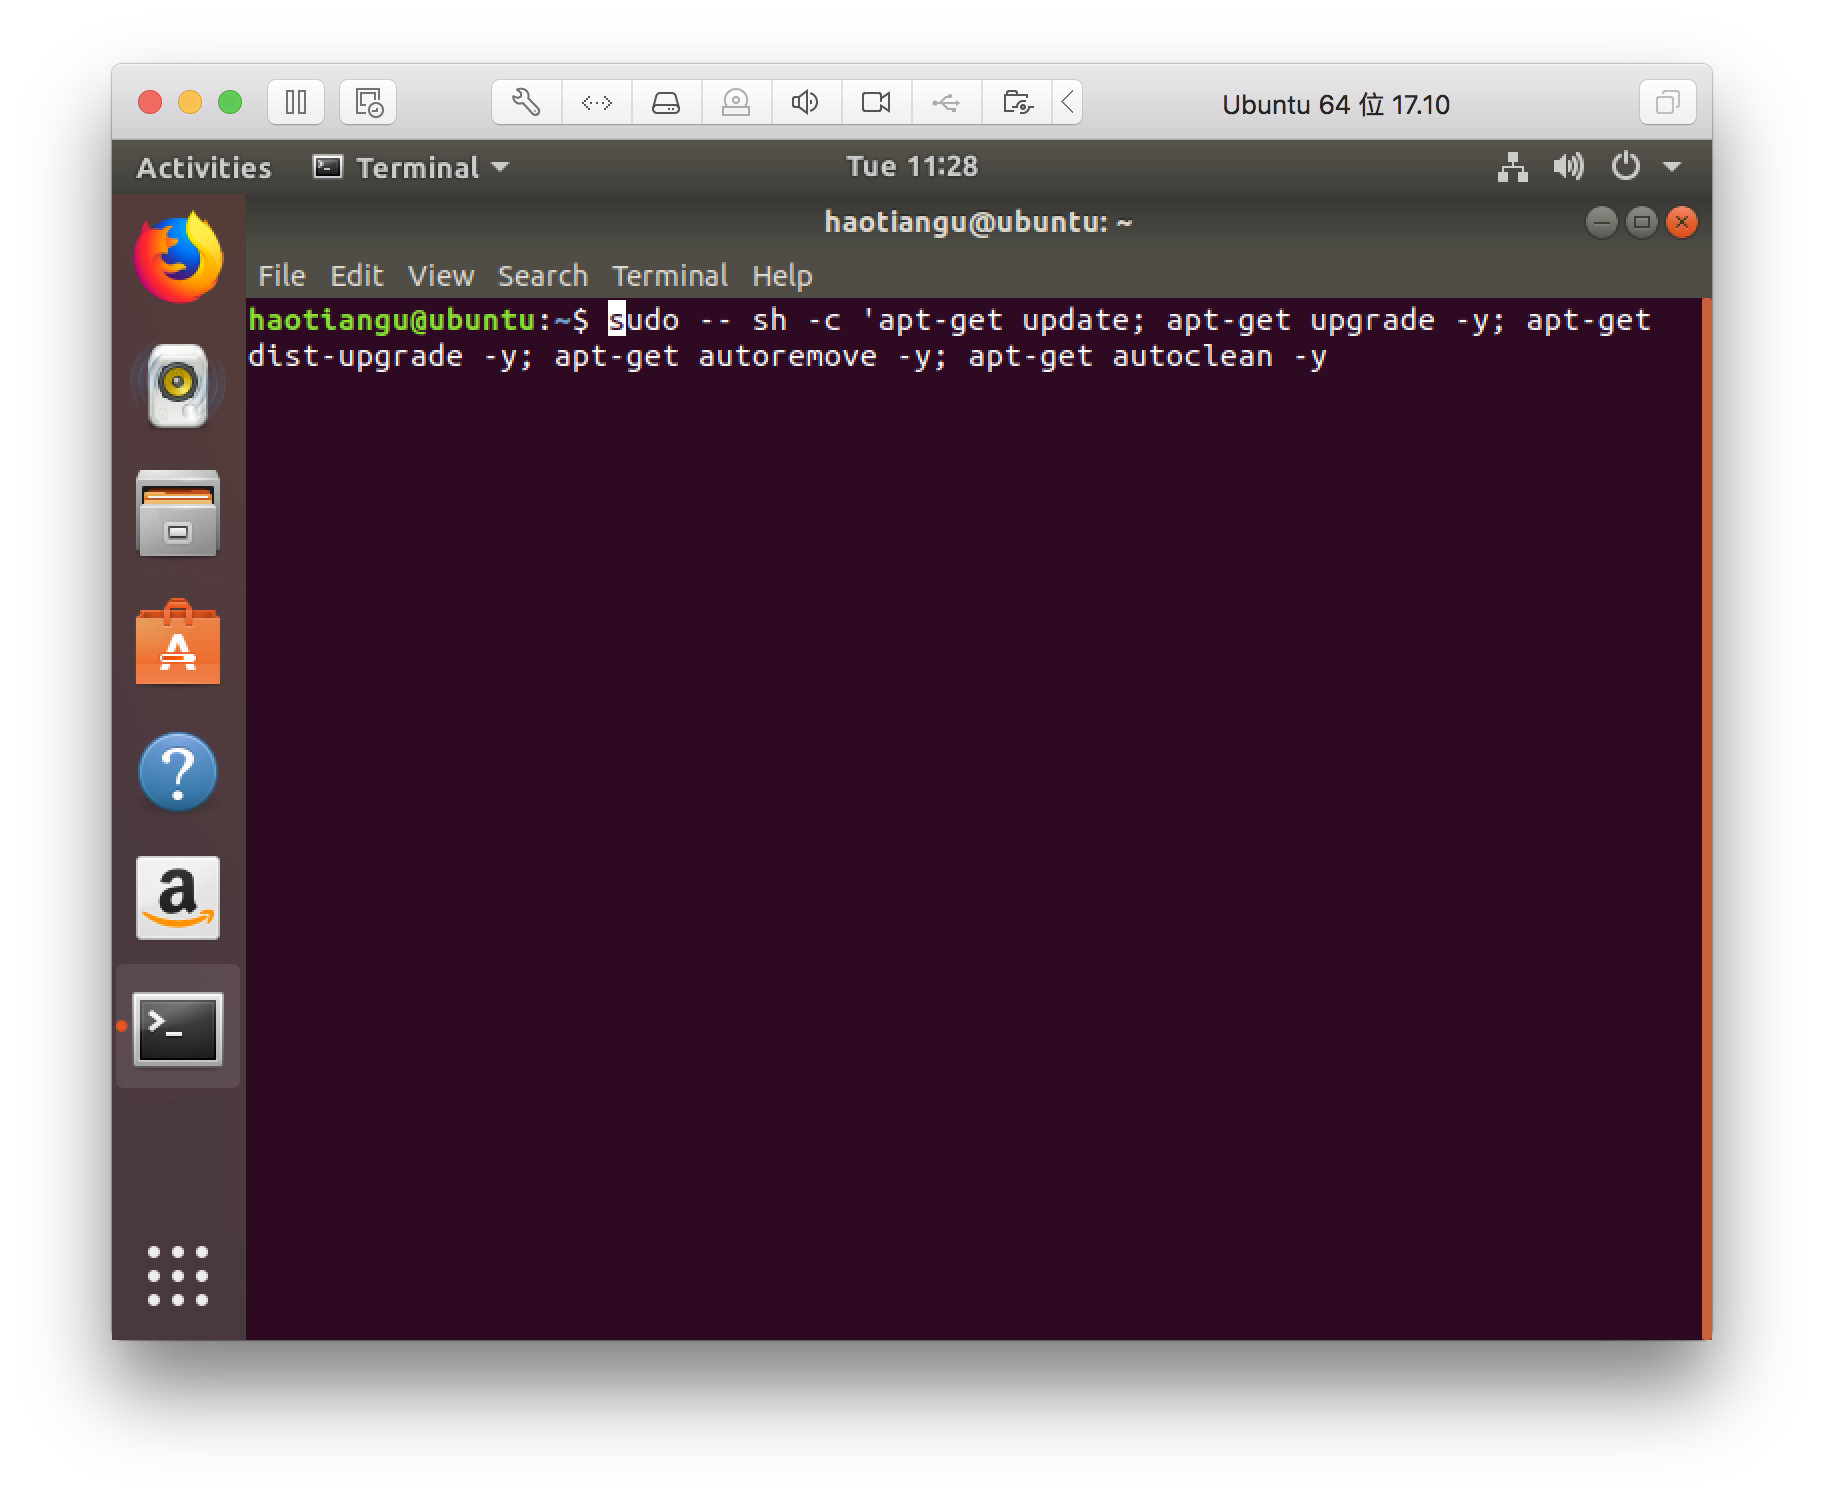 Ubuntu 64 位 17.10
Activities Terminal Tue 11:28
haotiangu@ubuntu: ~
File Edit View Search Terminal Help
haotiangu@ubuntu:~$ sudo -- sh -c 'apt-get update; apt-get upgrade -y; apt-get
dist-upgrade -y; apt-get autoremove -y; apt-get autoclean -y